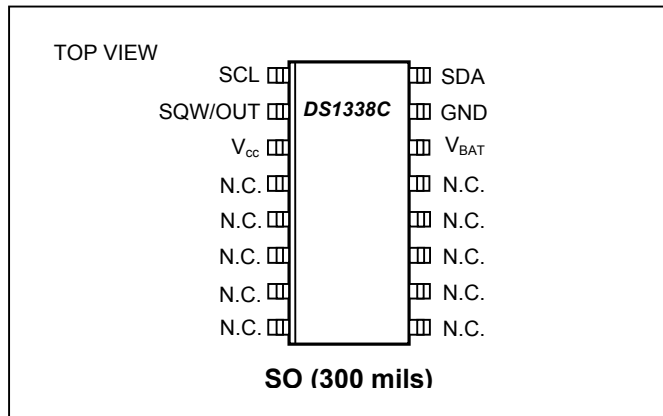 TOP VIEW
SCL SDA
SQW/OUT DS1338C GND
Vcc VBAT
N.C. N.C.
N.C. N.C.
N.C. N.C.
N.C. N.C.
N.C. N.C.
SO (300 mils)